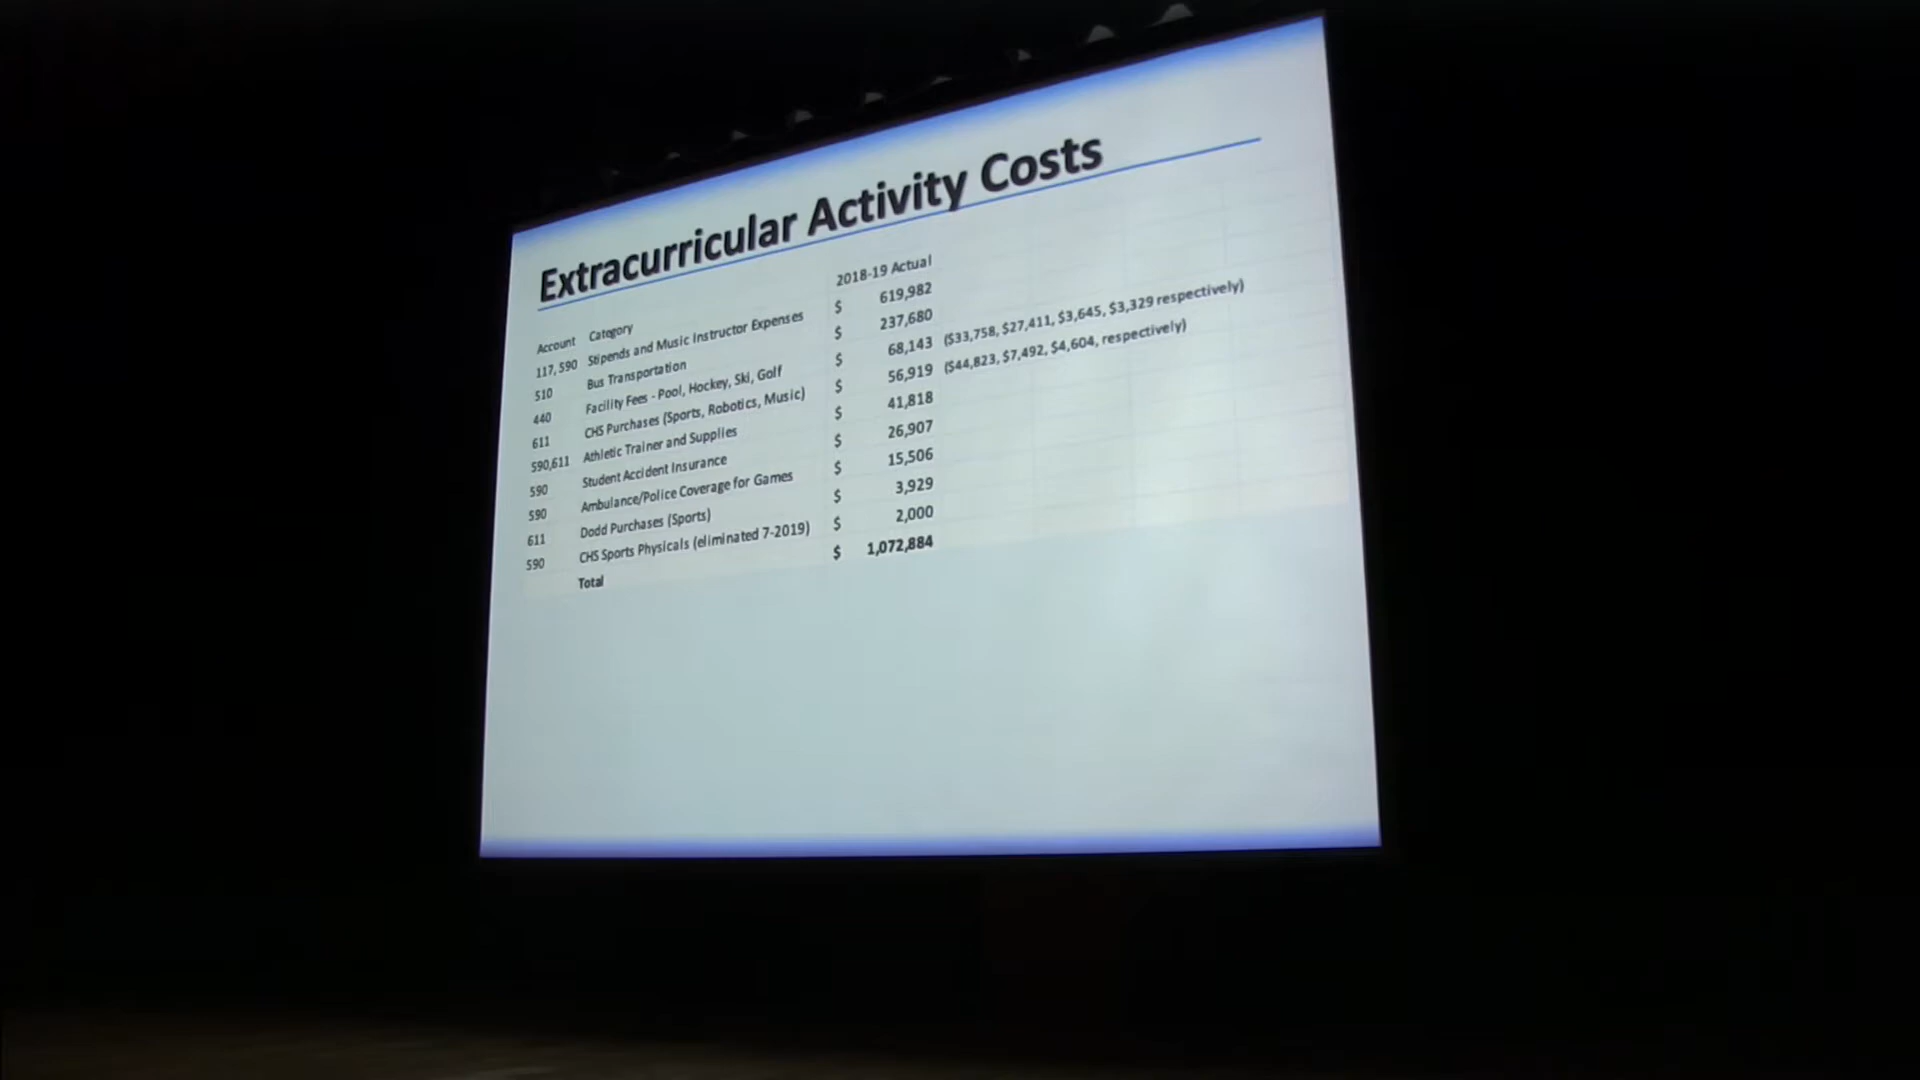 Extracurricular Activity Costs
Account Category 2018-19 Actual
117,590 Stipends and Music Instructor Expenses $ 619,982
510 Bus Transportation $ 237,680
440 Facility Fees - Pool, Hockey, Ski, Golf $ 68,143 ($33,758, $27,411, $3,645, $3,329 respectively)
611 CHS Purchases (Sports, Robotics, Music) $ 56,919 ($44,823, $7,492, $4,604, respectively)
590,611 Athletic Trainer and Supplies $ 41,818
590 Student Accident Insurance $ 26,907
590 Ambulance/Police Coverage for Games $ 15,506
611 Dodd Purchases (Sports) $ 3,929
590 CHS Sports Physicals (eliminated 7-2019) $ 2,000
Total $ 1,072,884